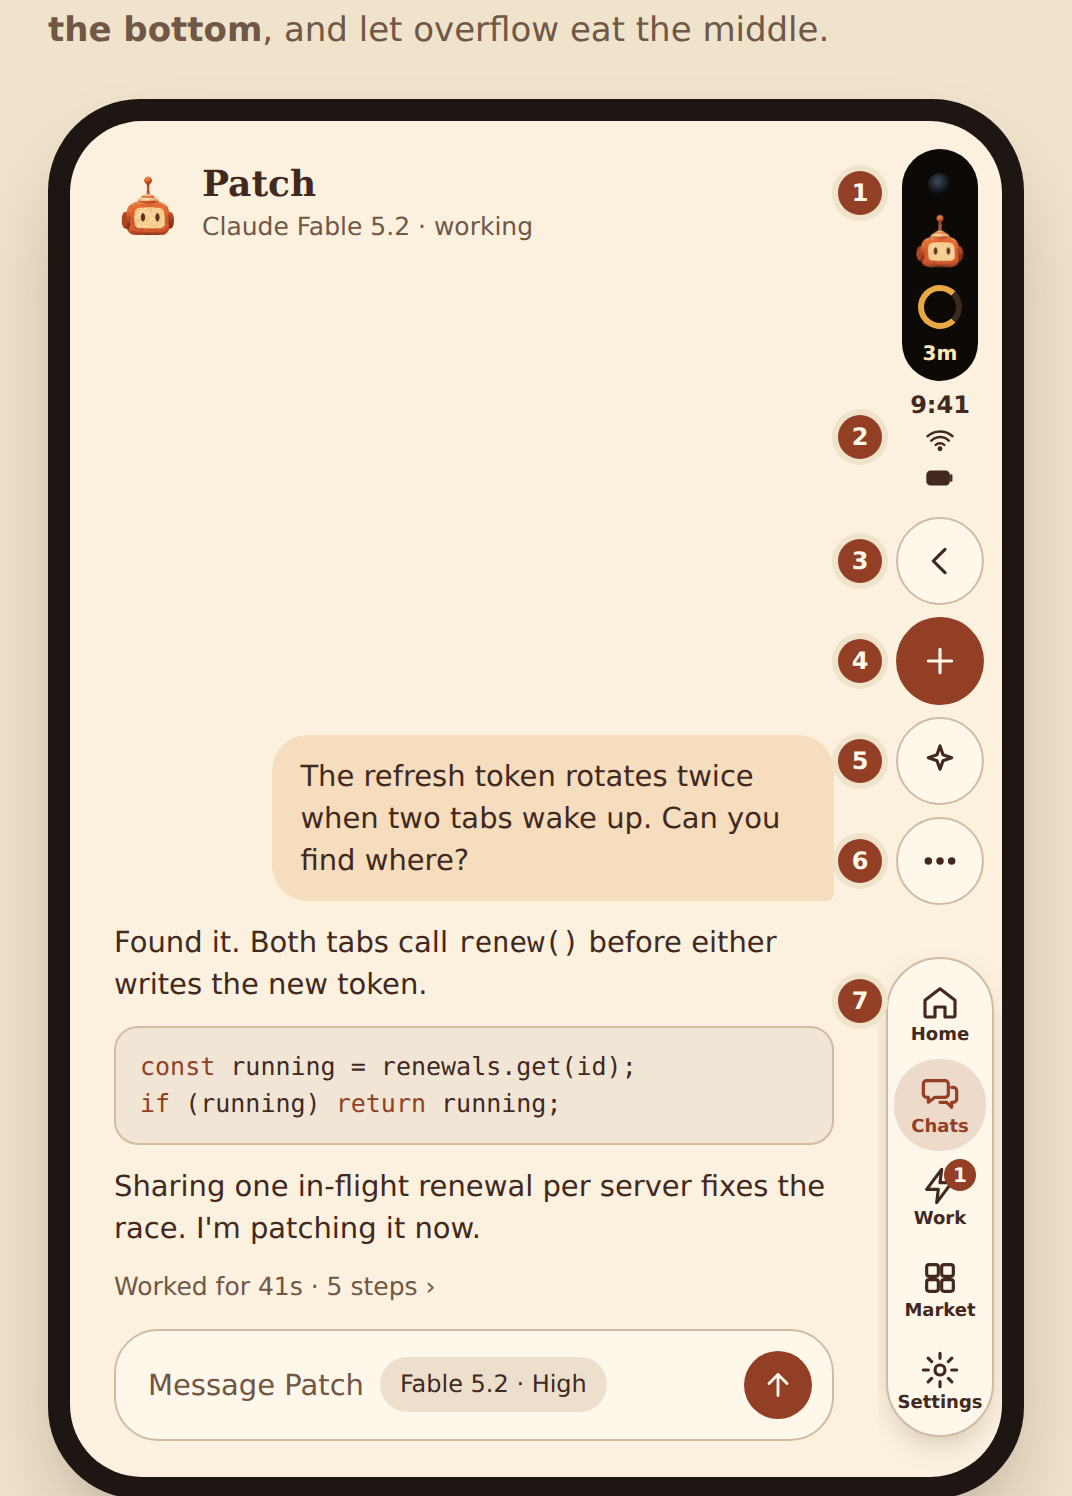 the bottom, and let overflow eat the middle.
Patch
Claude Fable 5.2 · working
1
3m
9:41
2
3
4
5
6
The refresh token rotates twice
when two tabs wake up. Can you
find where?
Found it. Both tabs call renew() before either
writes the new token.
const running = renewals.get(id);
if (running) return running;
Sharing one in-flight renewal per server fixes the
race. I'm patching it now.
Worked for 41s · 5 steps ›
Message Patch
Fable 5.2 · High
7
Home
Chats
1
Work
Market
Settings